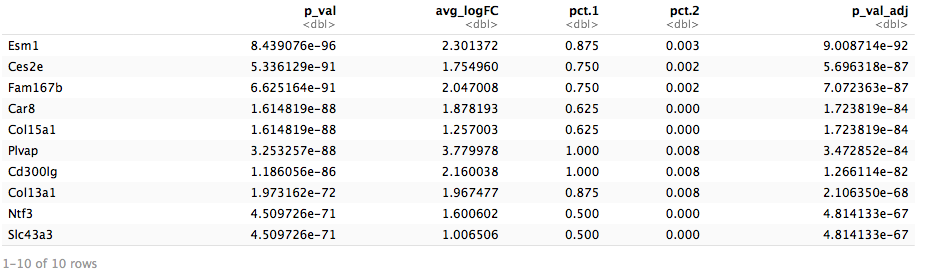 p_val avg_logFC pct.1 pct.2 p_val_adj
<dbl> <dbl> <dbl> <dbl> <dbl>
Esm1 8.439076e-96 2.301372 0.875 0.003 9.008714e-92
Ces2e 5.336129e-91 1.754960 0.750 0.002 5.696318e-87
Fam167b 6.625164e-91 2.047008 0.750 0.002 7.072363e-87
Car8 1.614819e-88 1.878193 0.625 0.000 1.723819e-84
Col15a1 1.614819e-88 1.257003 0.625 0.000 1.723819e-84
Plvap 3.253257e-88 3.779978 1.000 0.008 3.472852e-84
Cd300lg 1.186056e-86 2.160038 1.000 0.008 1.266114e-82
Col13a1 1.973162e-72 1.967477 0.875 0.008 2.106350e-68
Ntf3 4.509726e-71 1.600602 0.500 0.000 4.814133e-67
Slc43a3 4.509726e-71 1.006506 0.500 0.000 4.814133e-67
1-10 of 10 rows